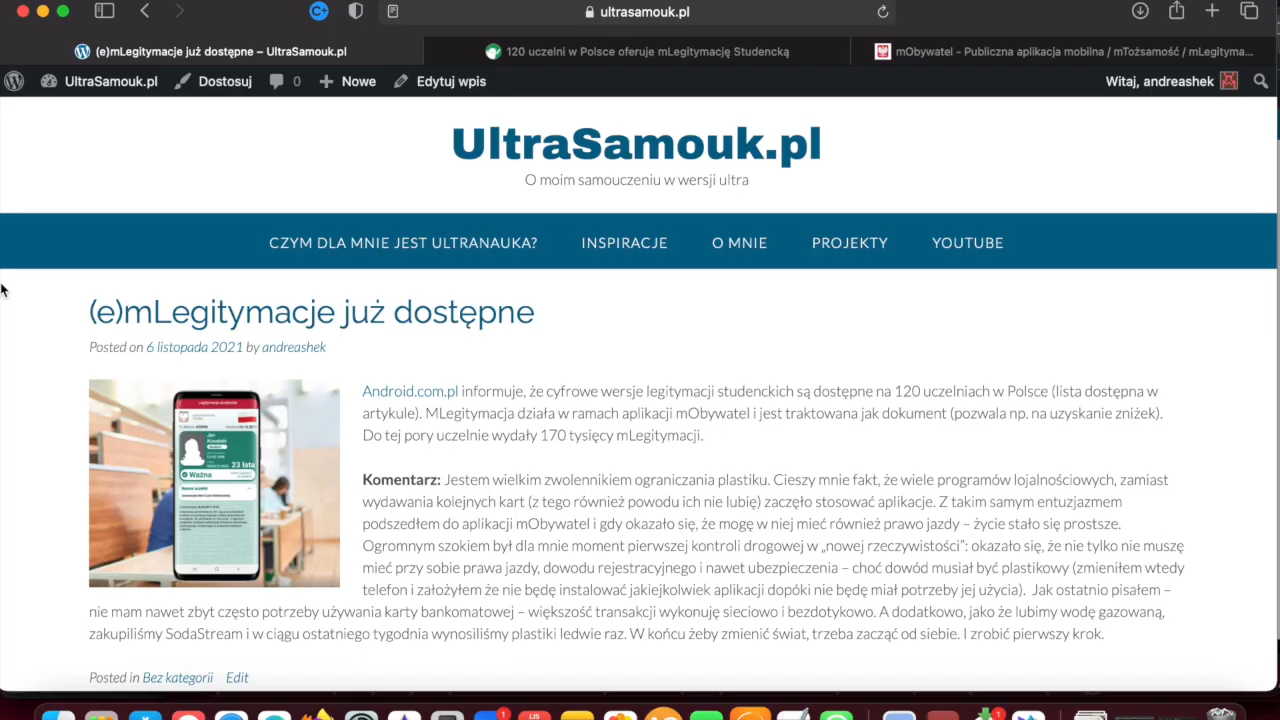 ultrasamouk.pl
(e)mLegitymacje już dostępne – UltraSamouk.pl
120 uczelni w Polsce oferuje mLegitymację Studencką
mObywatel - Publiczna aplikacja mobilna / mTożsamość / mLegityma...
UltraSamouk.pl Dostosuj 0 Nowe Edytuj wpis Witaj, andreashek
UltraSamouk.pl
O moim samouczeniu w wersji ultra
CZYM DLA MNIE JEST ULTRANAUKA? INSPIRACJE O MNIE PROJEKTY YOUTUBE
(e)mLegitymacje już dostępne
Posted on 6 listopada 2021 by andreashek
Legitymacja studencka
Jan
Kowalski
23 lata
Ważna
Android.com.pl informuje, że cyfrowe wersje legitymacji studenckich są dostępne na 120 uczelniach w Polsce (lista dostępna w
artykule). MLegitymacja działa w ramach aplikacji mObywatel i jest traktowana jak dokument (pozwala np. na uzyskanie zniżek).
Do tej pory uczelnie wydały 170 tysięcy mLegitymacji.
Komentarz: Jestem wielkim zwolennikiem ograniczania plastiku. Cieszy mnie fakt, że wiele programów lojalnościowych, zamiast
wydawania kolejnych kart (z tego również powodu ich nie lubię) zaczęło stosować aplikacje. Z takim samym entuzjazmem
podszedłem do aplikacji mObywatel i gdy okazało się, że mogę w niej mieć również prawo jazdy – życie stało się prostsze.
Ogromnym szokiem był dla mnie moment pierwszej kontroli drogowej w „nowej rzeczywistości”: okazało się, że nie tylko nie muszę
mieć przy sobie prawa jazdy, dowodu rejestracyjnego i nawet ubezpieczenia – choć dowód musiał być plastikowy (zmieniłem wtedy
telefon i założyłem że nie będę instalować jakiejkolwiek aplikacji dopóki nie będę miał potrzeby jej użycia). Jak ostatnio pisałem –
nie mam nawet zbyt często potrzeby używania karty bankomatowej – większość transakcji wykonuję sieciowo i bezdotykowo. A dodatkowo, jako że lubimy wodę gazowaną,
zakupiliśmy SodaStream i w ciągu ostatniego tygodnia wynosiliśmy plastiki ledwie raz. W końcu żeby zmienić świat, trzeba zacząć od siebie. I zrobić pierwszy krok.
Posted in Bez kategorii Edit
1
LIS
1